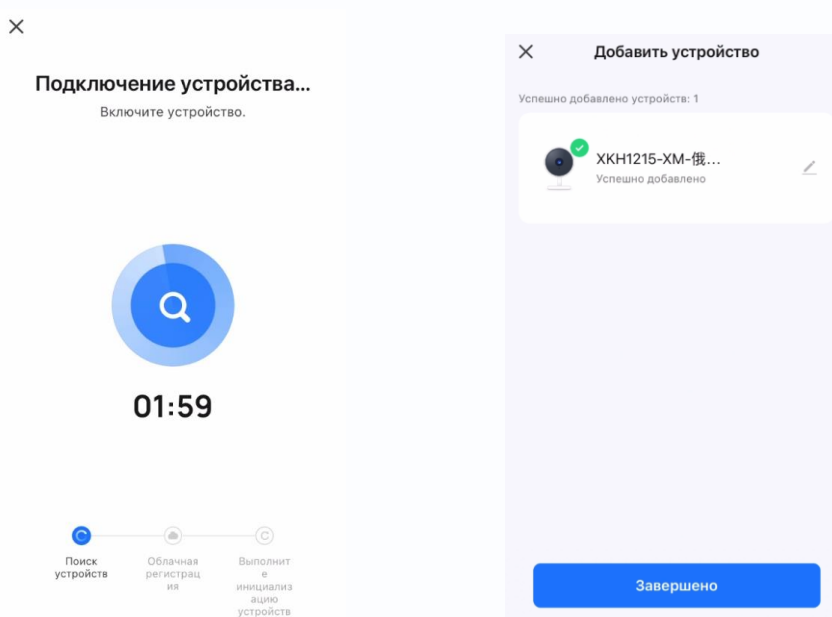 Подключение устройства...
Включите устройство.
01:59
Поиск
устройств
Облачная
регистрац
ия
Выполнит
е
инициализ
ацию
устройств
Добавить устройство
Успешно добавлено устройств: 1
XKH1215-XM-俄...
Успешно добавлено
Завершено